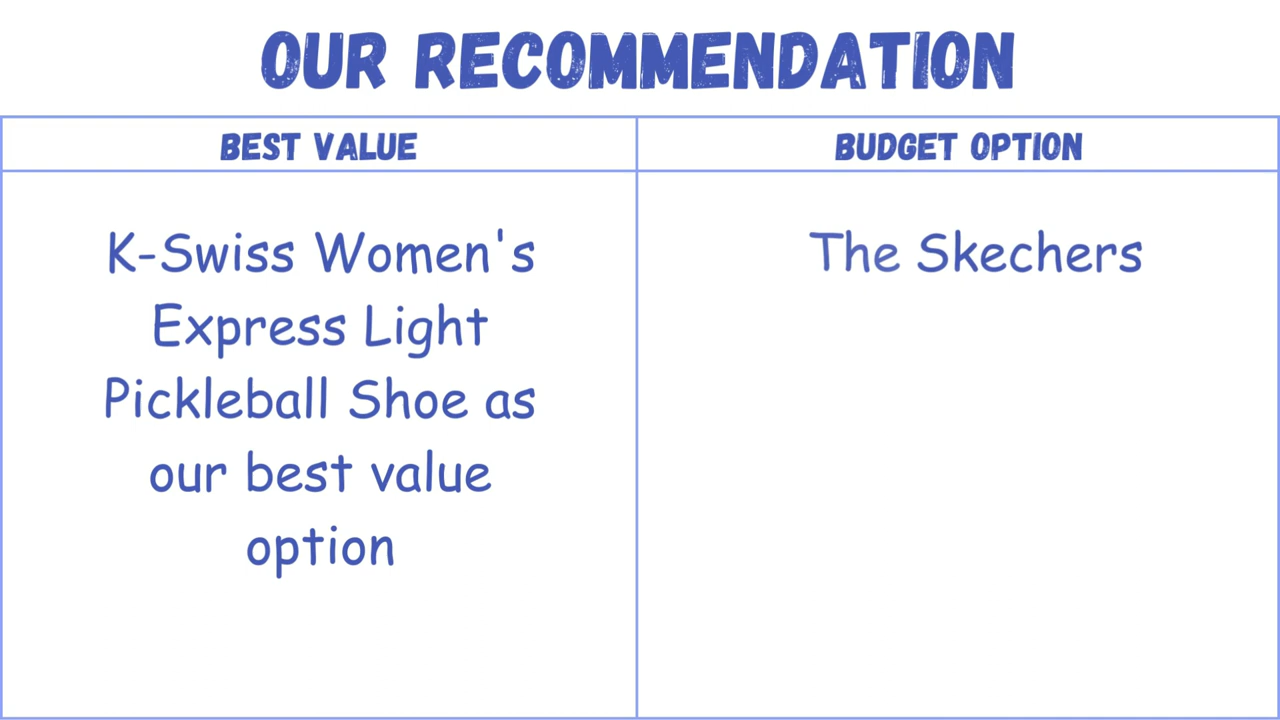 OUR RECOMMENDATION
BEST VALUE
BUDGET OPTION
K-Swiss Women's
Express Light
Pickleball Shoe as
our best value
option
The Skechers